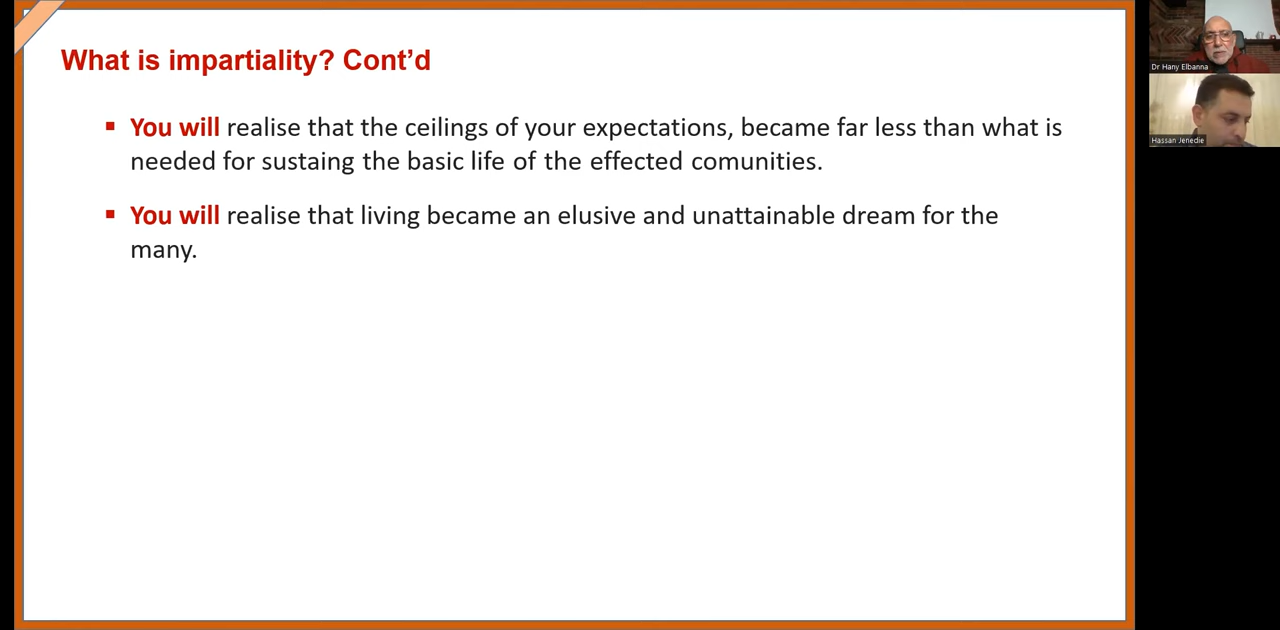 What is impartiality? Cont’d
▪ You will realise that the ceilings of your expectations, became far less than what is
needed for sustaing the basic life of the effected comunities.
▪ You will realise that living became an elusive and unattainable dream for the
many.
Dr Hany Elbanna
Hassan Jenedie